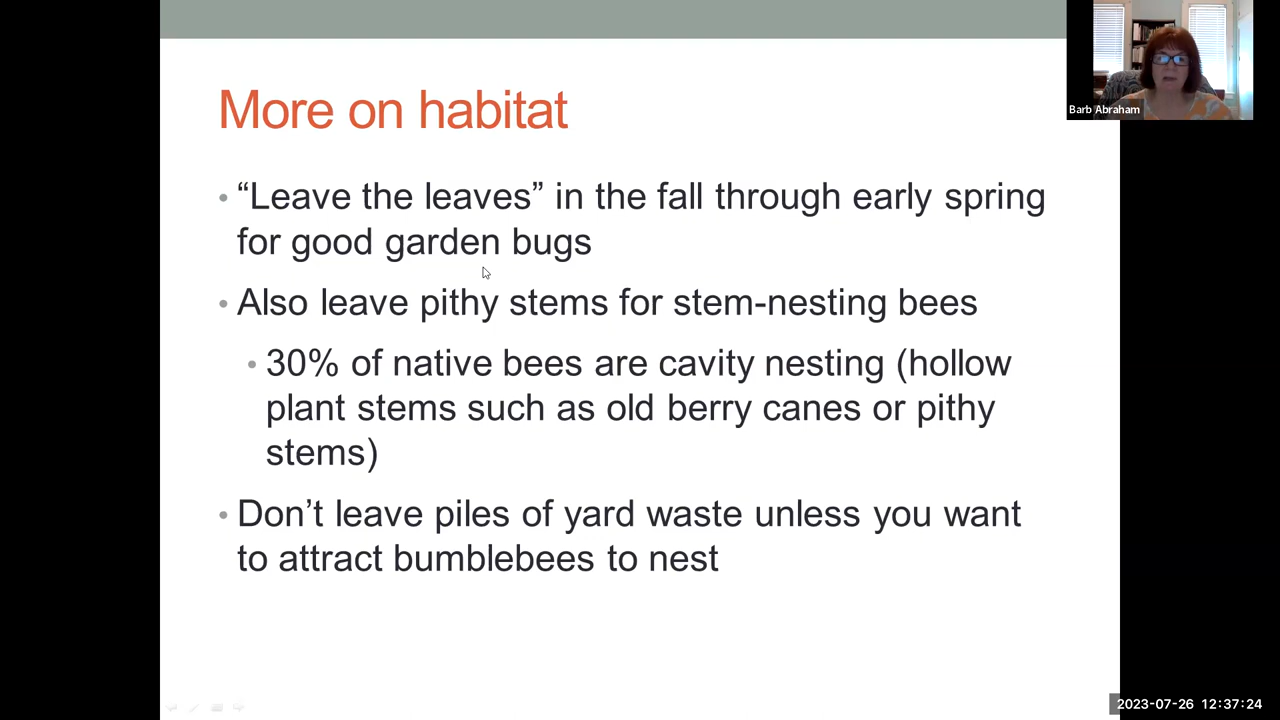 More on habitat
Barb Abraham
• “Leave the leaves” in the fall through early spring
for good garden bugs
• Also leave pithy stems for stem-nesting bees
• 30% of native bees are cavity nesting (hollow
plant stems such as old berry canes or pithy
stems)
• Don’t leave piles of yard waste unless you want
to attract bumblebees to nest
2023-07-26 12:37:24